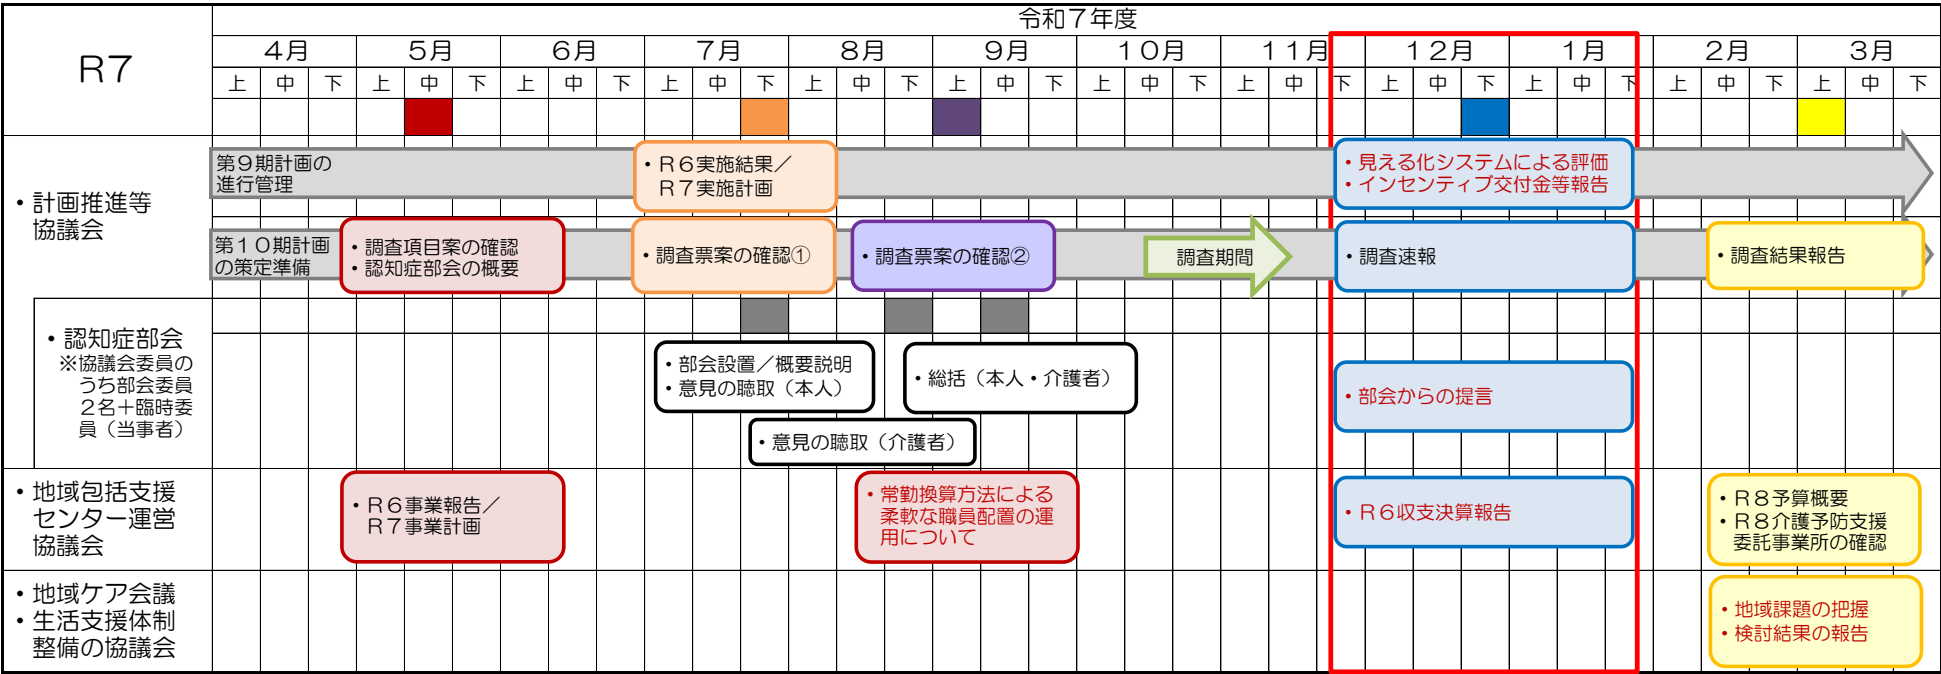 令和７年度
R7
４月 ５月 ６月 ７月 ８月 ９月 １０月 １１月 １２月 １月 ２月 ３月
上 中 下 上 中 下 上 中 下 上 中 下 上 中 下 上 中 下 上 中 下 上 中 下 上 中 下 上 中 下 上 中 下 上 中 下
・計画推進等
協議会
第９期計画の
進行管理
・Ｒ６実施結果／
Ｒ７実施計画
・見える化システムによる評価
・インセンティブ交付金等報告
第１０期計画
の策定準備
・調査項目案の確認
・認知症部会の概要
・調査票案の確認①
・調査票案の確認②
調査期間
・調査速報
・調査結果報告
・認知症部会
※協議会委員の
うち部会委員
２名＋臨時委
員（当事者）
・部会設置／概要説明
・意見の聴取（本人）
・総括（本人・介護者）
・意見の聴取（介護者）
・部会からの提言
・地域包括支援
センター運営
協議会
・Ｒ６事業報告／
Ｒ７事業計画
・常勤換算方法による
柔軟な職員配置の運
用について
・Ｒ６収支決算報告
・Ｒ８予算概要
・Ｒ８介護予防支援
委託事業所の確認
・地域ケア会議
・生活支援体制
整備の協議会
・地域課題の把握
・検討結果の報告